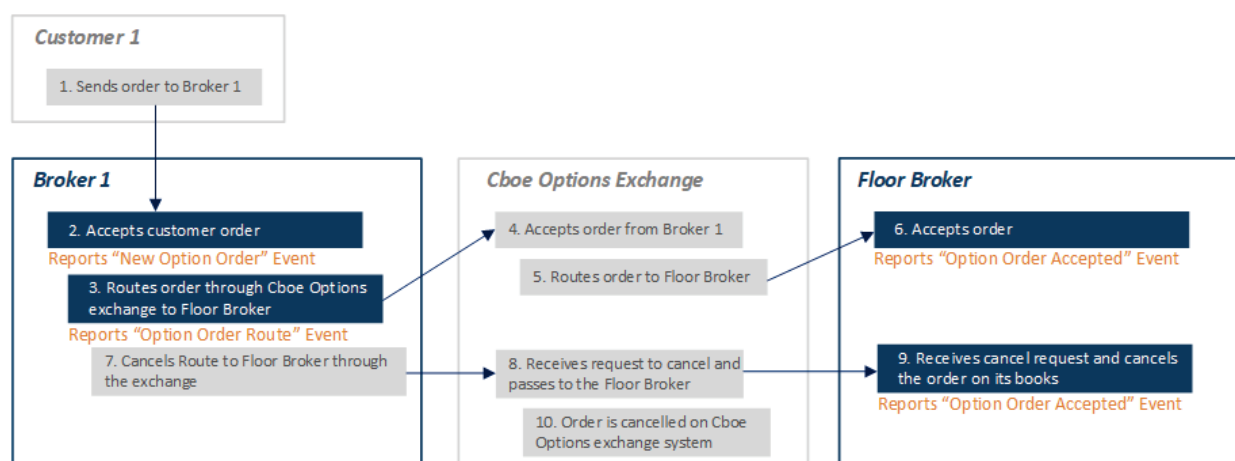 Customer 1
1. Sends order to Broker 1
Broker 1
2. Accepts customer order
Reports “New Option Order” Event
3. Routes order through Cboe Options
exchange to Floor Broker
Reports “Option Order Route” Event
7. Cancels Route to Floor Broker through
the exchange
Cboe Options Exchange
4. Accepts order from Broker 1
5. Routes order to Floor Broker
8. Receives request to cancel and
passes to the Floor Broker
10. Order is cancelled on Cboe
Options exchange system
Floor Broker
6. Accepts order
Reports “Option Order Accepted” Event
9. Receives cancel request and cancels
the order on its books
Reports “Option Order Accepted” Event